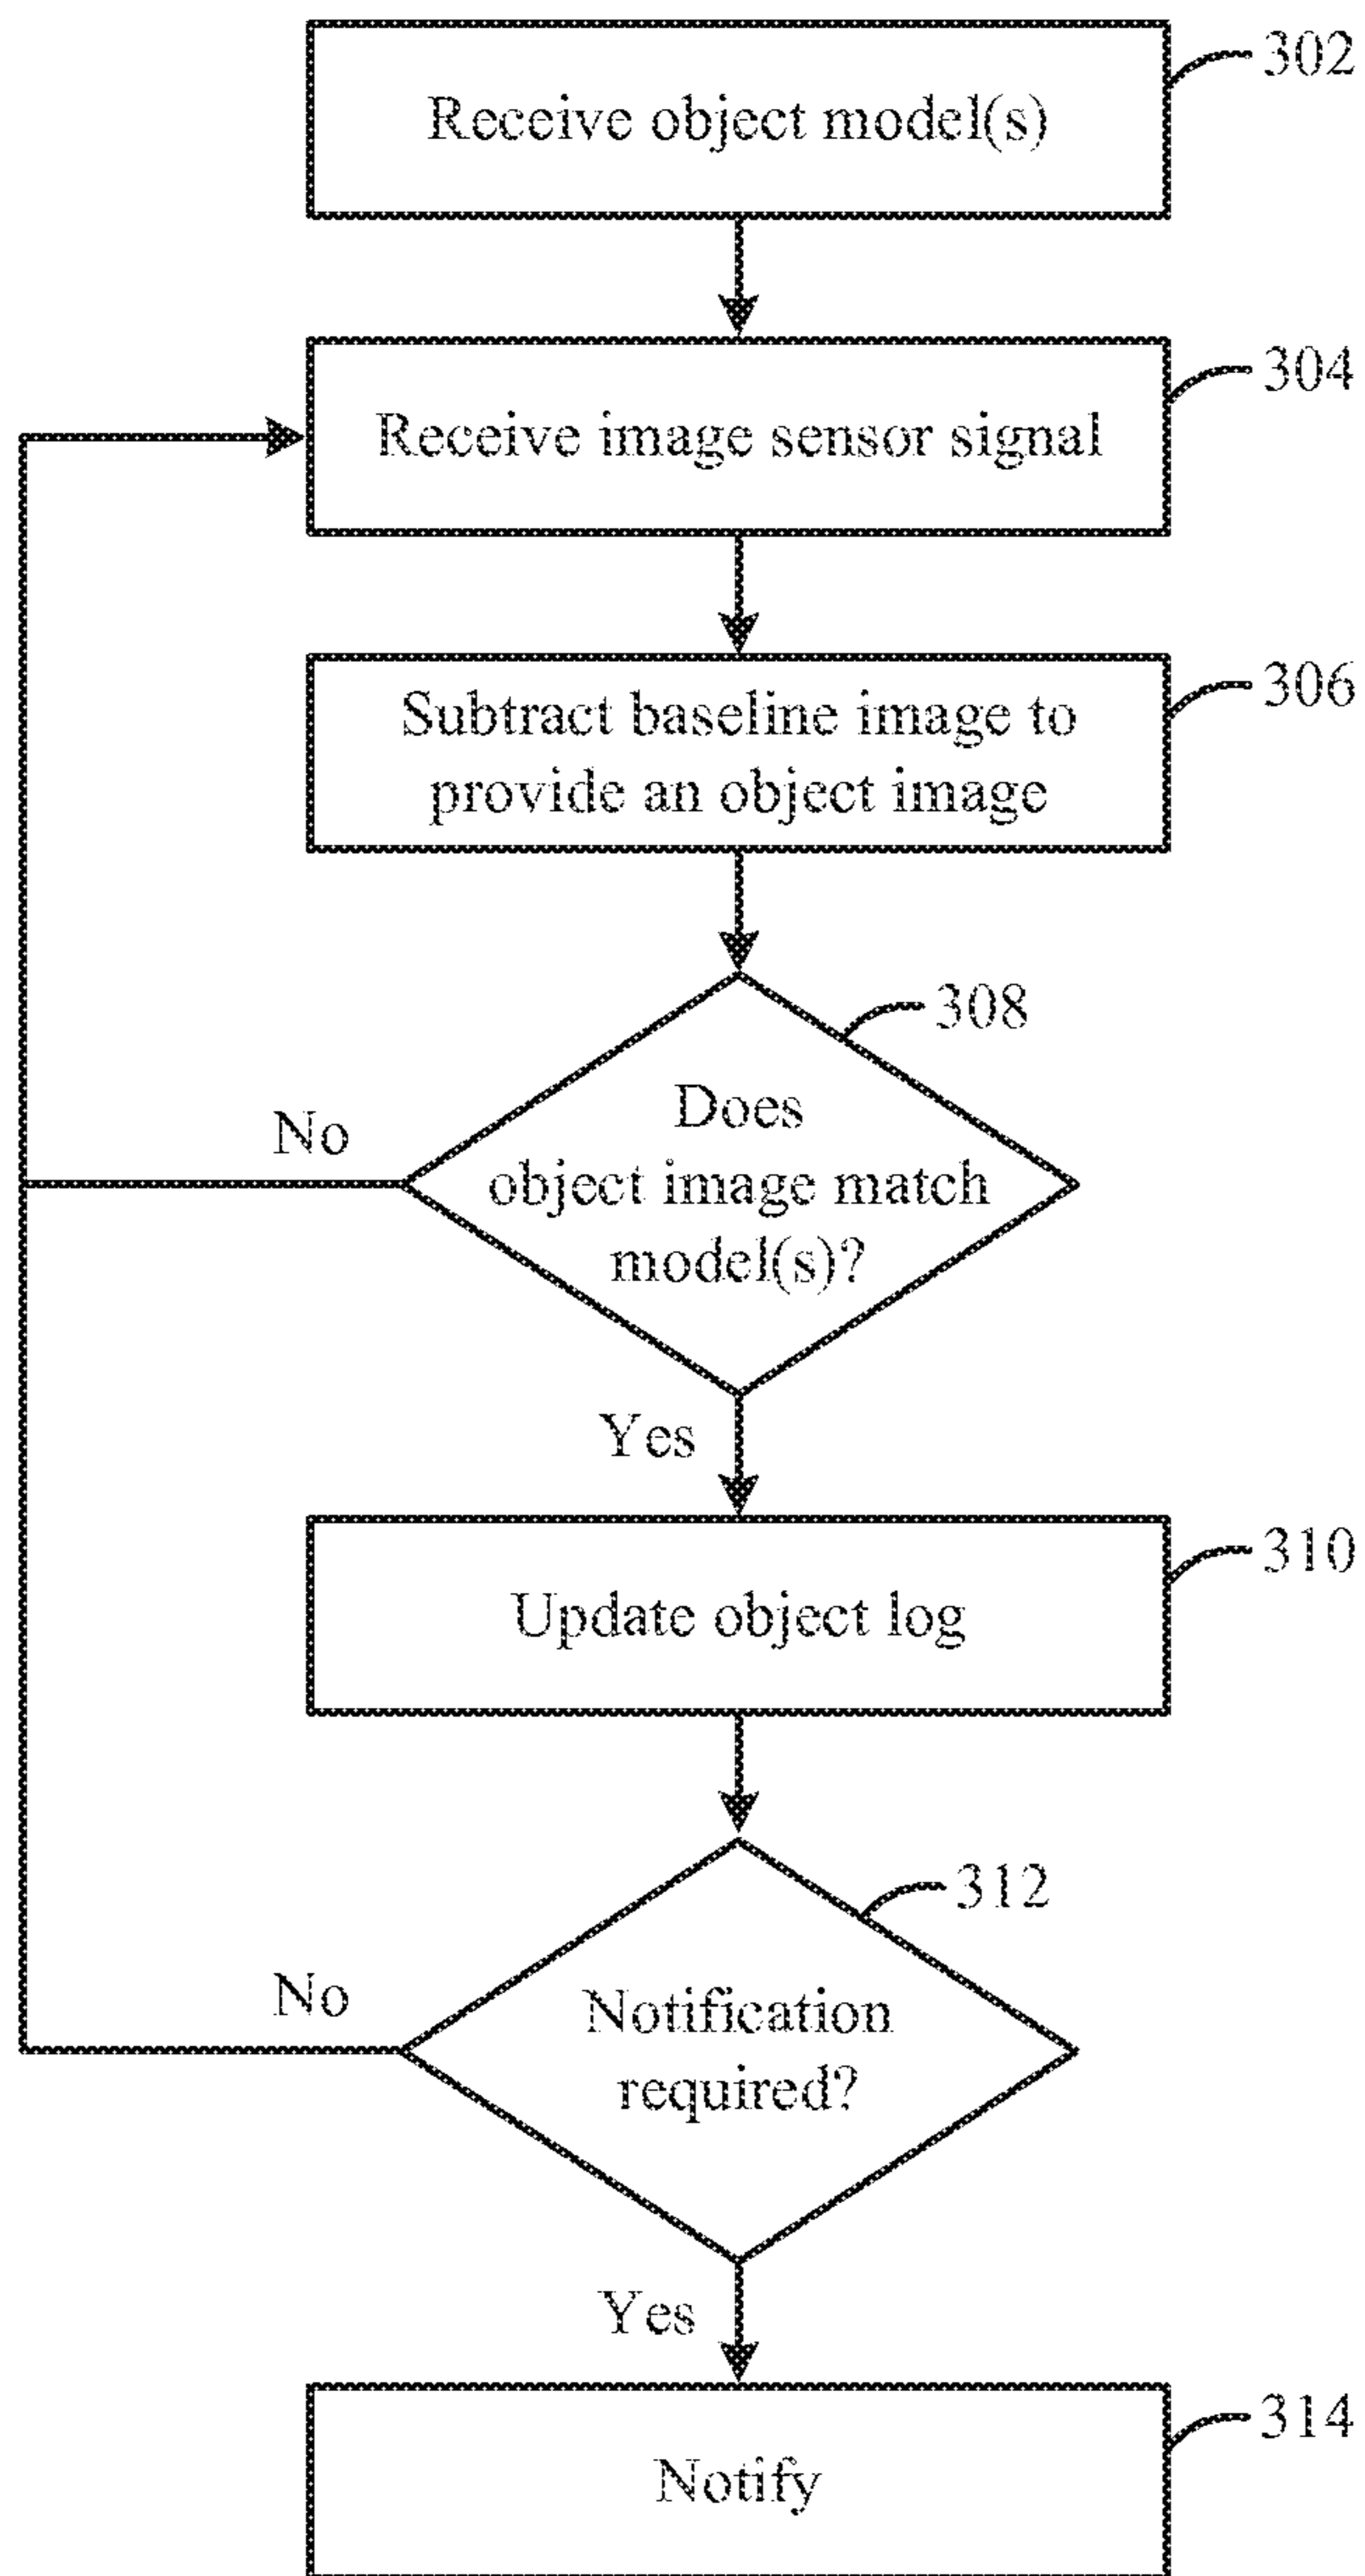 Receive object model(s)
302
Receive image sensor signal
304
Subtract baseline image to
provide an object image
306
308
Does
object image match
model(s)?
No
Yes
Update object log
310
312
Notification
required?
No
Yes
Notify
314